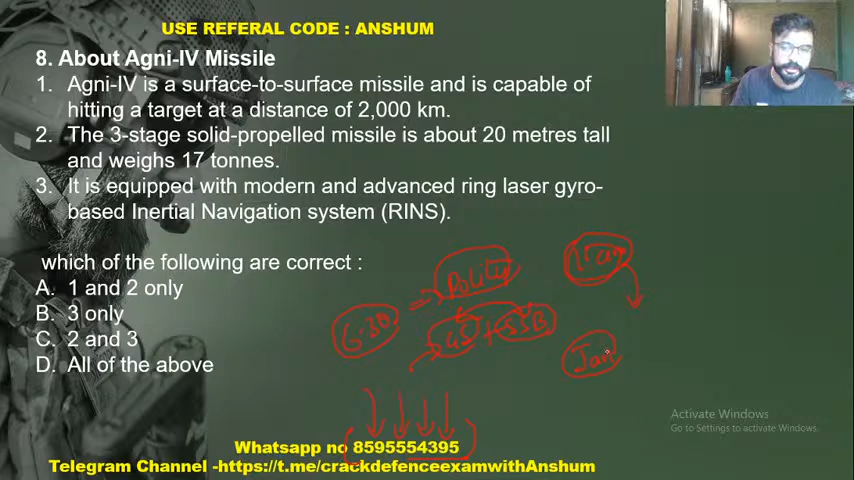 USE REFERAL CODE : ANSHUM
8. About Agni-IV Missile
1. Agni-IV is a surface-to-surface missile and is capable of
hitting a target at a distance of 2,000 km.
2. The 3-stage solid-propelled missile is about 20 metres tall
and weighs 17 tonnes.
3. It is equipped with modern and advanced ring laser gyro-
based Inertial Navigation system (RINS).
which of the following are correct :
A. 1 and 2 only
B. 3 only
C. 2 and 3
D. All of the above
Polity
6.30
+ SSB
Jan
Activate Windows
Go to Settings to activate Windows.
Whatsapp no 8595554395
Telegram Channel -https://t.me/crackdefenceexamwithAnshum